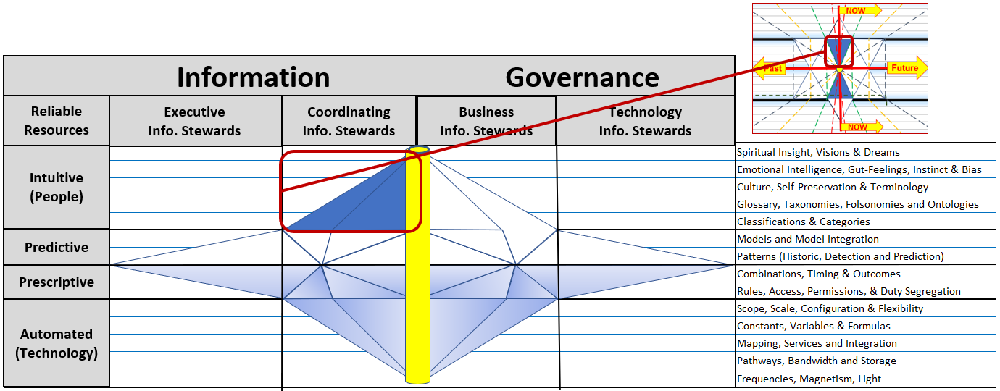 NOW
Past
Future
NOW
Information Governance
Reliable
Resources
Executive
Info. Stewards
Coordinating
Info. Stewards
Business
Info. Stewards
Technology
Info. Stewards
Intuitive
(People)
Spiritual Insight, Visions & Dreams
Emotional Intelligence, Gut-Feelings, Instinct & Bias
Culture, Self-Preservation & Terminology
Glossary, Taxonomies, Folsonomies and Ontologies
Classifications & Categories
Predictive
Models and Model Integration
Patterns (Historic, Detection and Prediction)
Prescriptive
Combinations, Timing & Outcomes
Rules, Access, Permissions, & Duty Segregation
Automated
(Technology)
Scope, Scale, Configuration & Flexibility
Constants, Variables & Formulas
Mapping, Services and Integration
Pathways, Bandwidth and Storage
Frequencies, Magnetism, Light